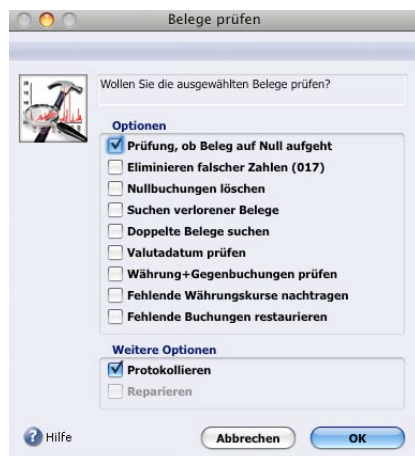 Belege prüfen
Wollen Sie die ausgewählten Belege prüfen?
Optionen
Prüfung, ob Beleg auf Null aufgeht
Eliminieren falscher Zahlen (017)
Nullbuchungen löschen
Suchen verlorener Belege
Doppelte Belege suchen
Valutadatum prüfen
Währung+Gegenbuchungen prüfen
Fehlende Währungskurse nachtragen
Fehlende Buchungen restaurieren
Weitere Optionen
Protokollieren
Reparieren
Hilfe
Abbrechen
OK